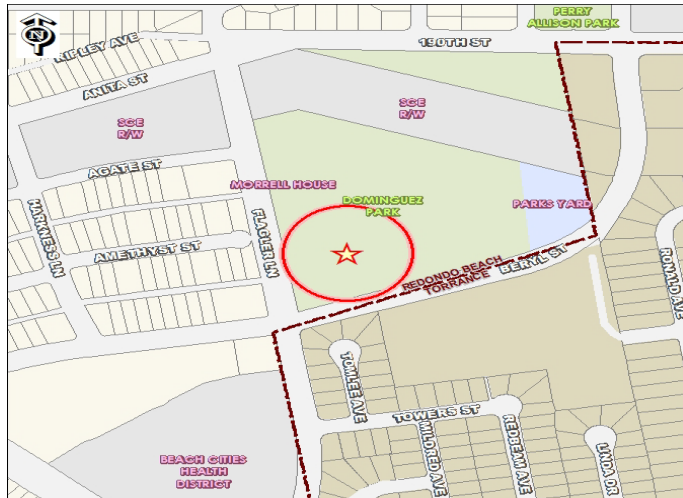 N
PERRY
ALLISON PARK
RIPLEY AVE
190TH ST
ANITA ST
SCE
R/W
SCE
R/W
AGATE ST
MORRELL HOUSE
DOMINGUEZ
PARK
PARKS YARD
HARKNESS LN
FLAGLER LN
AMETHYST ST
BERYL ST
REDONDO BEACH
TORRANCE
RONALD AVE
TOMLEE AVE
TOWERS ST
MILDRED AVE
REDBEAM AVE
LINDA DR
BEACH CITIES
HEALTH
DISTRICT